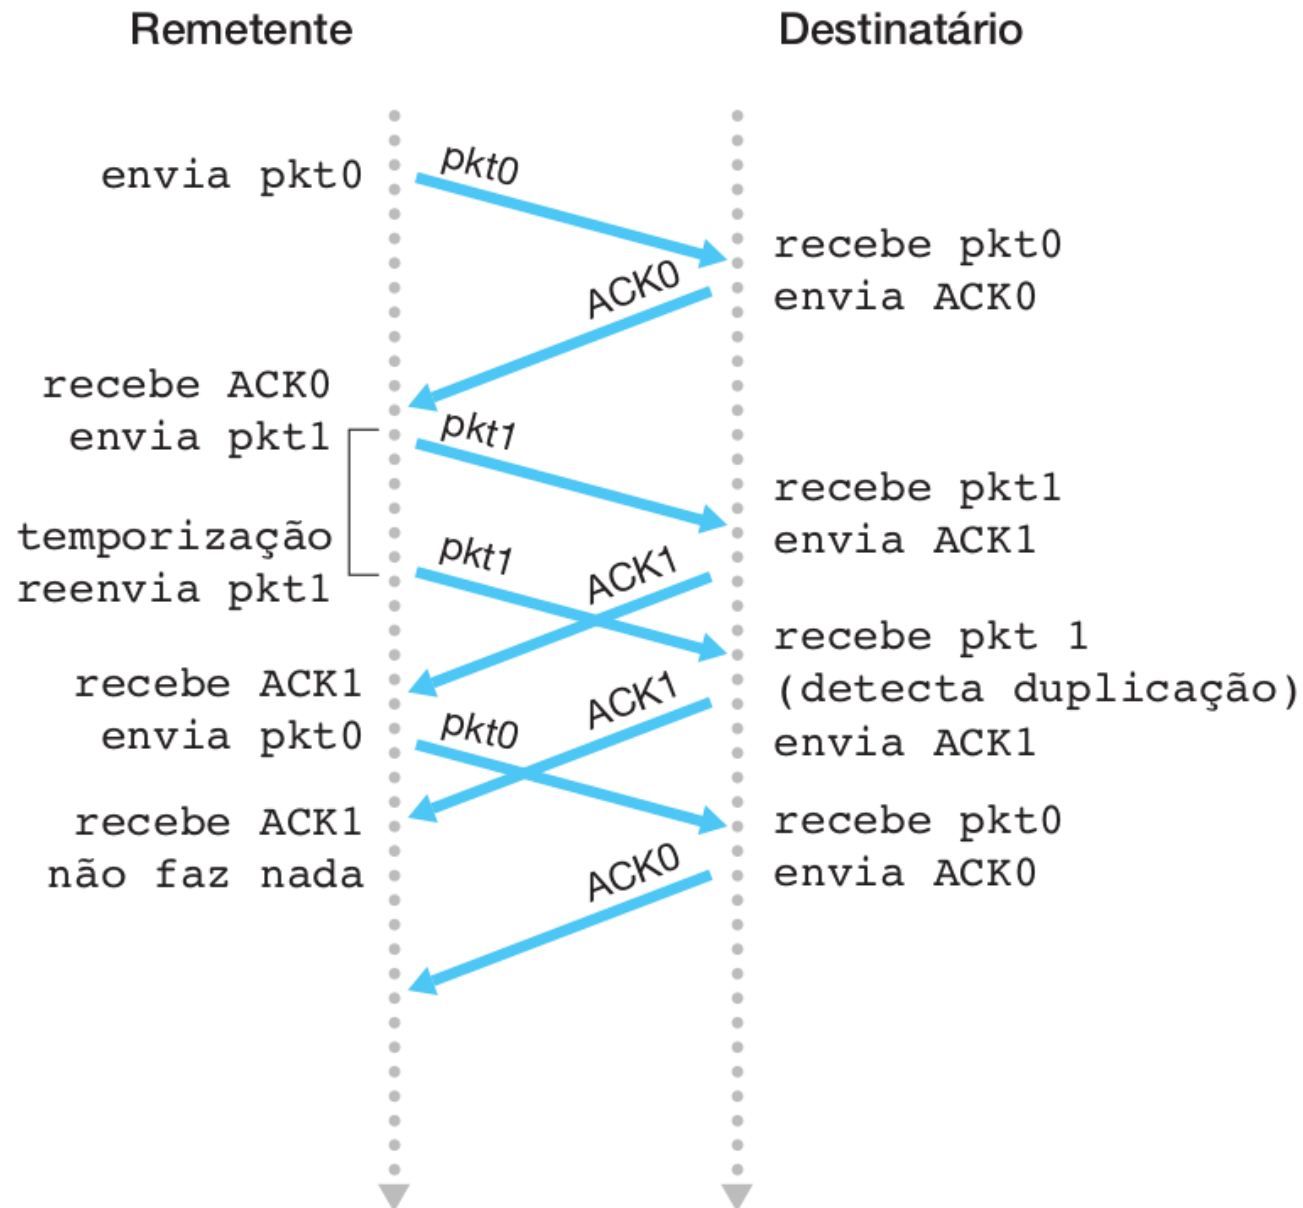 Remetente
Destinatário
pkt0
envia pkt0
recebe pkt0
ACK0
envia ACK0
recebe ACK0
pkt1
envia pkt1
recebe pkt1
temporização
envia ACK1
pkt1
ACK1
reenvia pkt1
recebe pkt 1
recebe ACK1
(detecta duplicação)
ACK1
pkt0
envia pkt0
envia ACK1
recebe ACK1
recebe pkt0
não faz nada
ACK0
envia ACK0